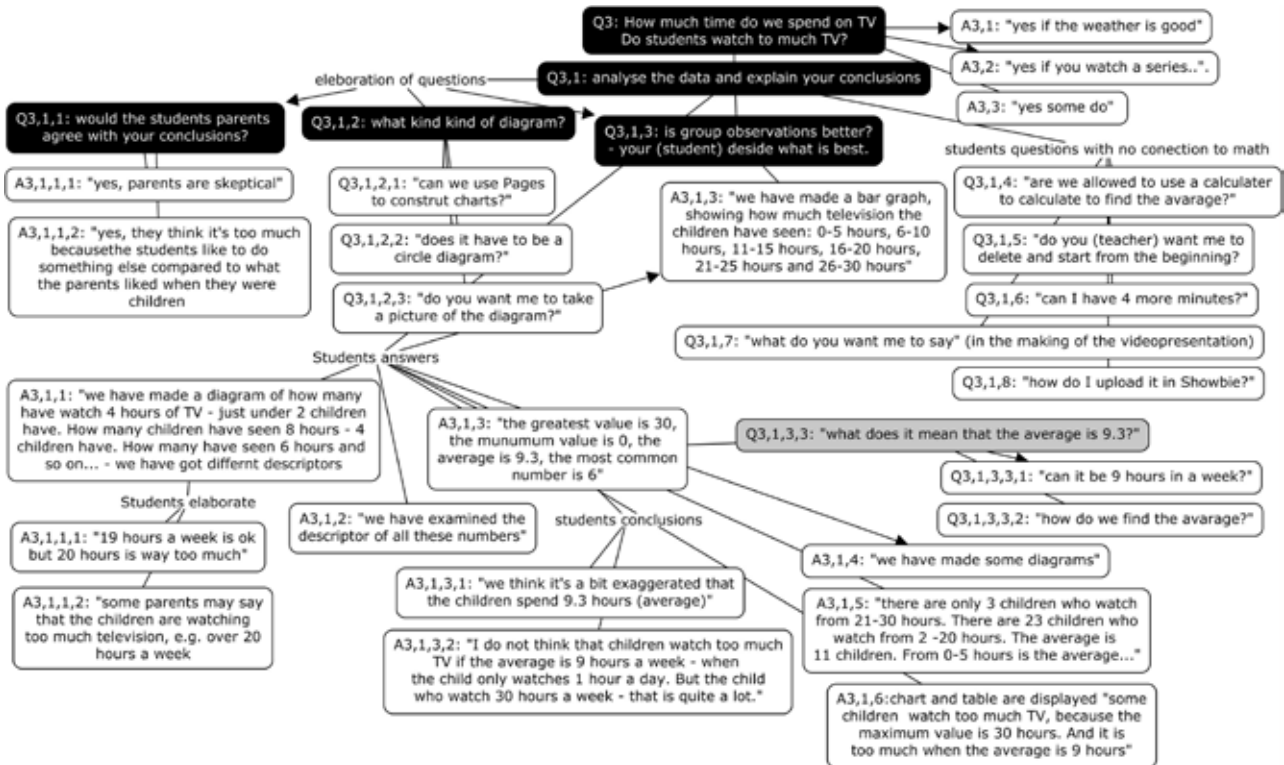 Q3: How much time do we spend on TV
Do students watch to much TV?
A3,1: "yes if the weather is good"
A3,2: "yes if you watch a series..".
A3,3: "yes some do"
eleboration of questions
Q3,1: analyse the data and explain your conclusions
Q3,1,1: would the students parents
agree with your conclusions?
Q3,1,2: what kind kind of diagram?
Q3,1,3: is group observations better?
- your (student) deside what is best.
students questions with no conection to math
A3,1,1,1: "yes, parents are skeptical"
A3,1,1,2: "yes, they think it's too much
becausethe students like to do
something else compared to what
the parents liked when they were
children
Q3,1,2,1: "can we use Pages
to construt charts?"
Q3,1,2,2: "does it have to be a
circle diagram?"
Q3,1,2,3: "do you want me to take
a picture of the diagram?"
A3,1,3: "we have made a bar graph,
showing how much television the
children have seen: 0-5 hours, 6-10
hours, 11-15 hours, 16-20 hours,
21-25 hours and 26-30 hours"
Q3,1,4: "are we allowed to use a calculater
to calculate to find the avarage?"
Q3,1,5: "do you (teacher) want me to
delete and start from the beginning?
Q3,1,6: "can I have 4 more minutes?"
Q3,1,7: "what do you want me to say" (in the making of the videopresentation)
Q3,1,8: "how do I upload it in Showbie?"
Students answers
A3,1,1: "we have made a diagram of how many
have watch 4 hours of TV - just under 2 children
have. How many children have seen 8 hours - 4
children have. How many have seen 6 hours and
so on... - we have got differnt descriptors
Students elaborate
A3,1,1,1: "19 hours a week is ok
but 20 hours is way too much"
A3,1,1,2: "some parents may say
that the children are watching
too much television, e.g. over 20
hours a week
A3,1,2: "we have examined the
descriptor of all these numbers"
A3,1,3: "the greatest value is 30,
the munumum value is 0, the
average is 9.3, the most common
number is 6"
Q3,1,3,3: "what does it mean that the average is 9.3?"
Q3,1,3,3,1: "can it be 9 hours in a week?"
Q3,1,3,3,2: "how do we find the avarage?"
students conclusions
A3,1,3,1: "we think it's a bit exaggerated that
the children spend 9.3 hours (average)"
A3,1,3,2: "I do not think that children watch too much
TV if the average is 9 hours a week - when
the child only watches 1 hour a day. But the child
who watch 30 hours a week - that is quite a lot."
A3,1,4: "we have made some diagrams"
A3,1,5: "there are only 3 children who watch
from 21-30 hours. There are 23 children who
watch from 2 -20 hours. The average is
11 children. From 0-5 hours is the average..."
A3,1,6:chart and table are displayed "some
children watch too much TV, because the
maximum value is 30 hours. And it is
too much when the average is 9 hours"